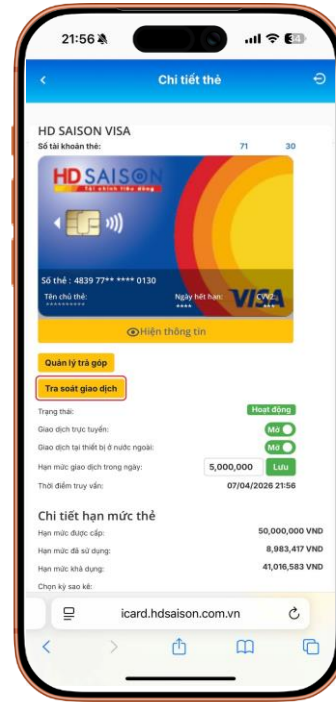 21:56
34
Chi tiết thẻ
HD SAISON VISA
Số tài khoản thẻ: 71 30
HD SAISON
Tài chính tiêu dùng
Số thẻ : 4839 77** **** 0130
Tên chủ thẻ: Ngày hết hạn: CVV2:
********** **** ***
VISA
Hiện thông tin
Quản lý trả góp
Tra soát giao dịch
Trạng thái: Hoạt động
Giao dịch trực tuyến: Mở
Giao dịch tại thiết bị ở nước ngoài: Mở
Hạn mức giao dịch trong ngày: 5,000,000 Lưu
Thời điểm truy vấn: 07/04/2026 21:56
Chi tiết hạn mức thẻ
Hạn mức được cấp: 50,000,000 VND
Hạn mức đã sử dụng: 8,983,417 VND
Hạn mức khả dụng: 41,016,583 VND
Chọn kỳ sao kê:
icard.hdsaison.com.vn